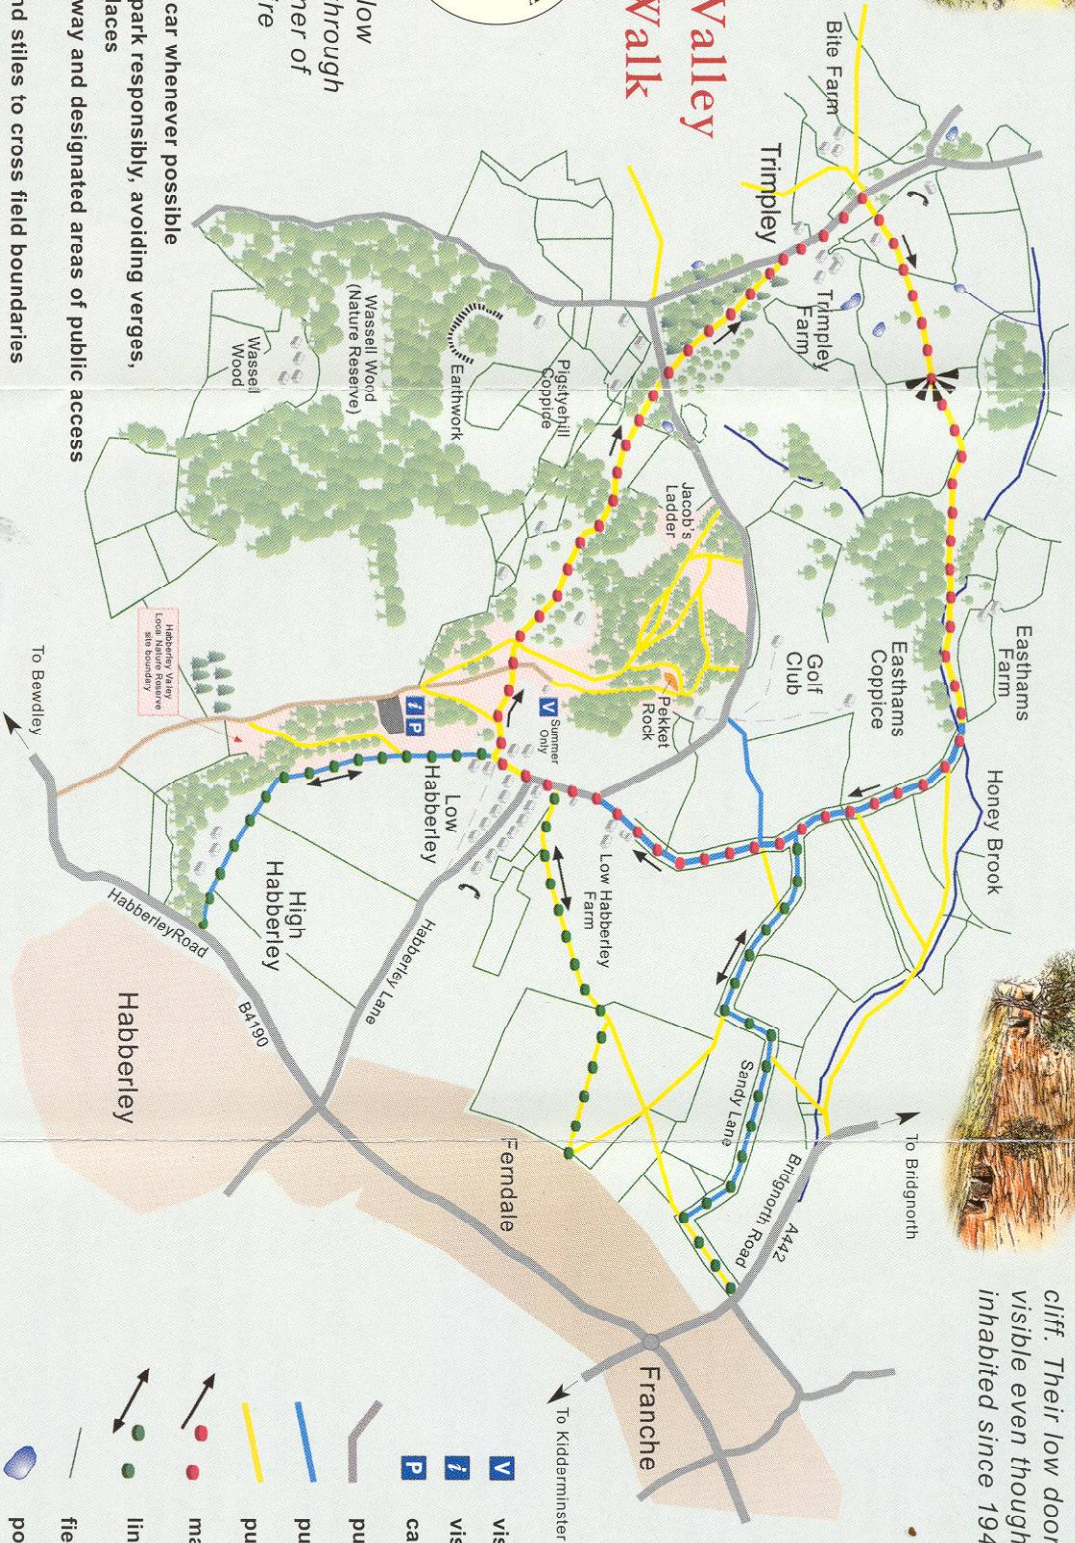 Valley
Walk
low
through
ner of
ire
car whenever possible
park responsibly, avoiding verges,
laces
way and designated areas of public access
nd stiles to cross field boundaries
cliff. Their low door
visible even though
inhabited since 194
Bite Farm
Trimpley
Trimpley
Farm
Easthams
Farm
Easthams
Coppice
Honey Brook
Golf
Club
Jacob's
Ladder
Pekket
Rock
Pigstyehill
Coppide
Earthwork
Wassell Wood
(Nature Reserve)
Wassell
Wood
Habberley Valley
Local Nature Reserve
site boundary
V
Summer
Only
i
P
Low
Habberley
Low Habberley
Farm
High
Habberley
Habberley Lane
Habberley Road
B4190
To Bewdley
Habberley
Ferndale
Sandy Lane
Bridgnorth Road
A442
To Bridgnorth
Franche
To Kidderminster
V
vis
i
vis
P
ca
pu
pu
pu
ma
lin
fie
po